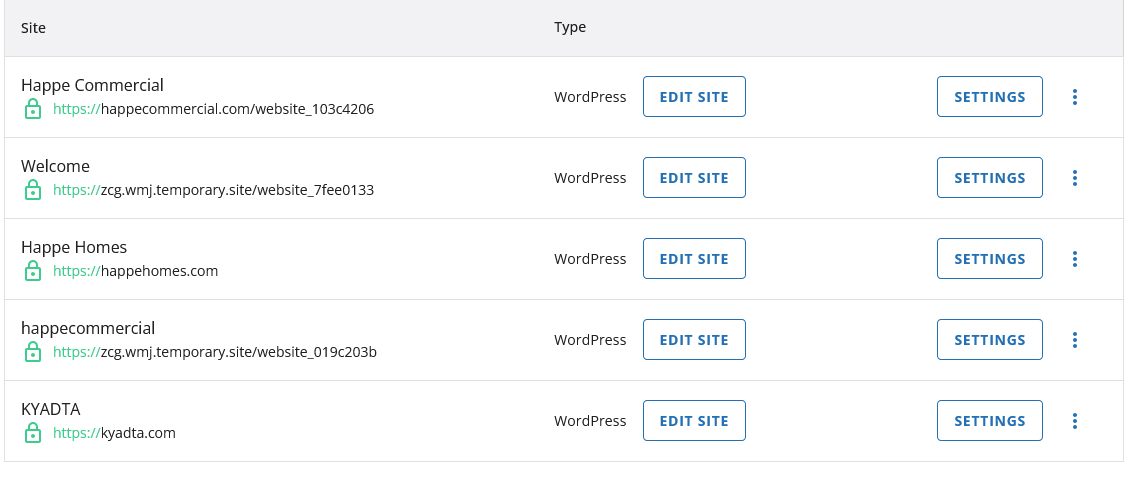 Site Type
Happe Commercial
https://happecommercial.com/website_103c4206
WordPress EDIT SITE SETTINGS
Welcome
https://zcg.wmj.temporary.site/website_7fee0133
WordPress EDIT SITE SETTINGS
Happe Homes
https://happehomes.com
WordPress EDIT SITE SETTINGS
happecommercial
https://zcg.wmj.temporary.site/website_019c203b
WordPress EDIT SITE SETTINGS
KYADTA
https://kyadta.com
WordPress EDIT SITE SETTINGS